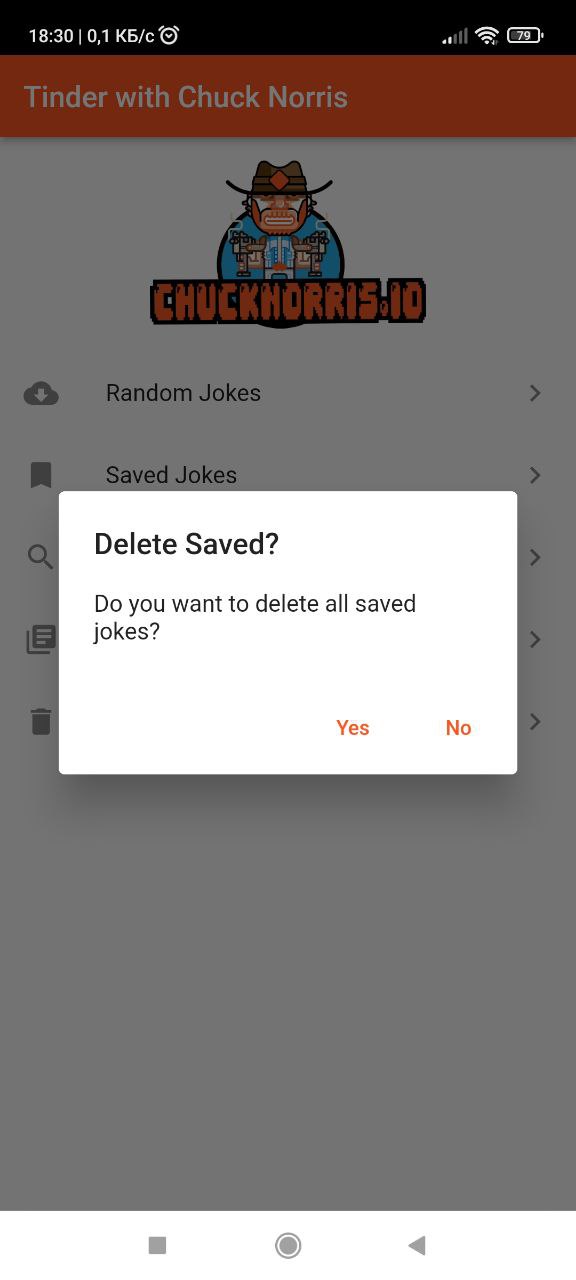 18:30 | 0,1 КБ/с
79
Tinder with Chuck Norris
CHUCKNORRIS.IO
Random Jokes
Saved Jokes
Delete Saved?
Do you want to delete all saved
jokes?
Yes No